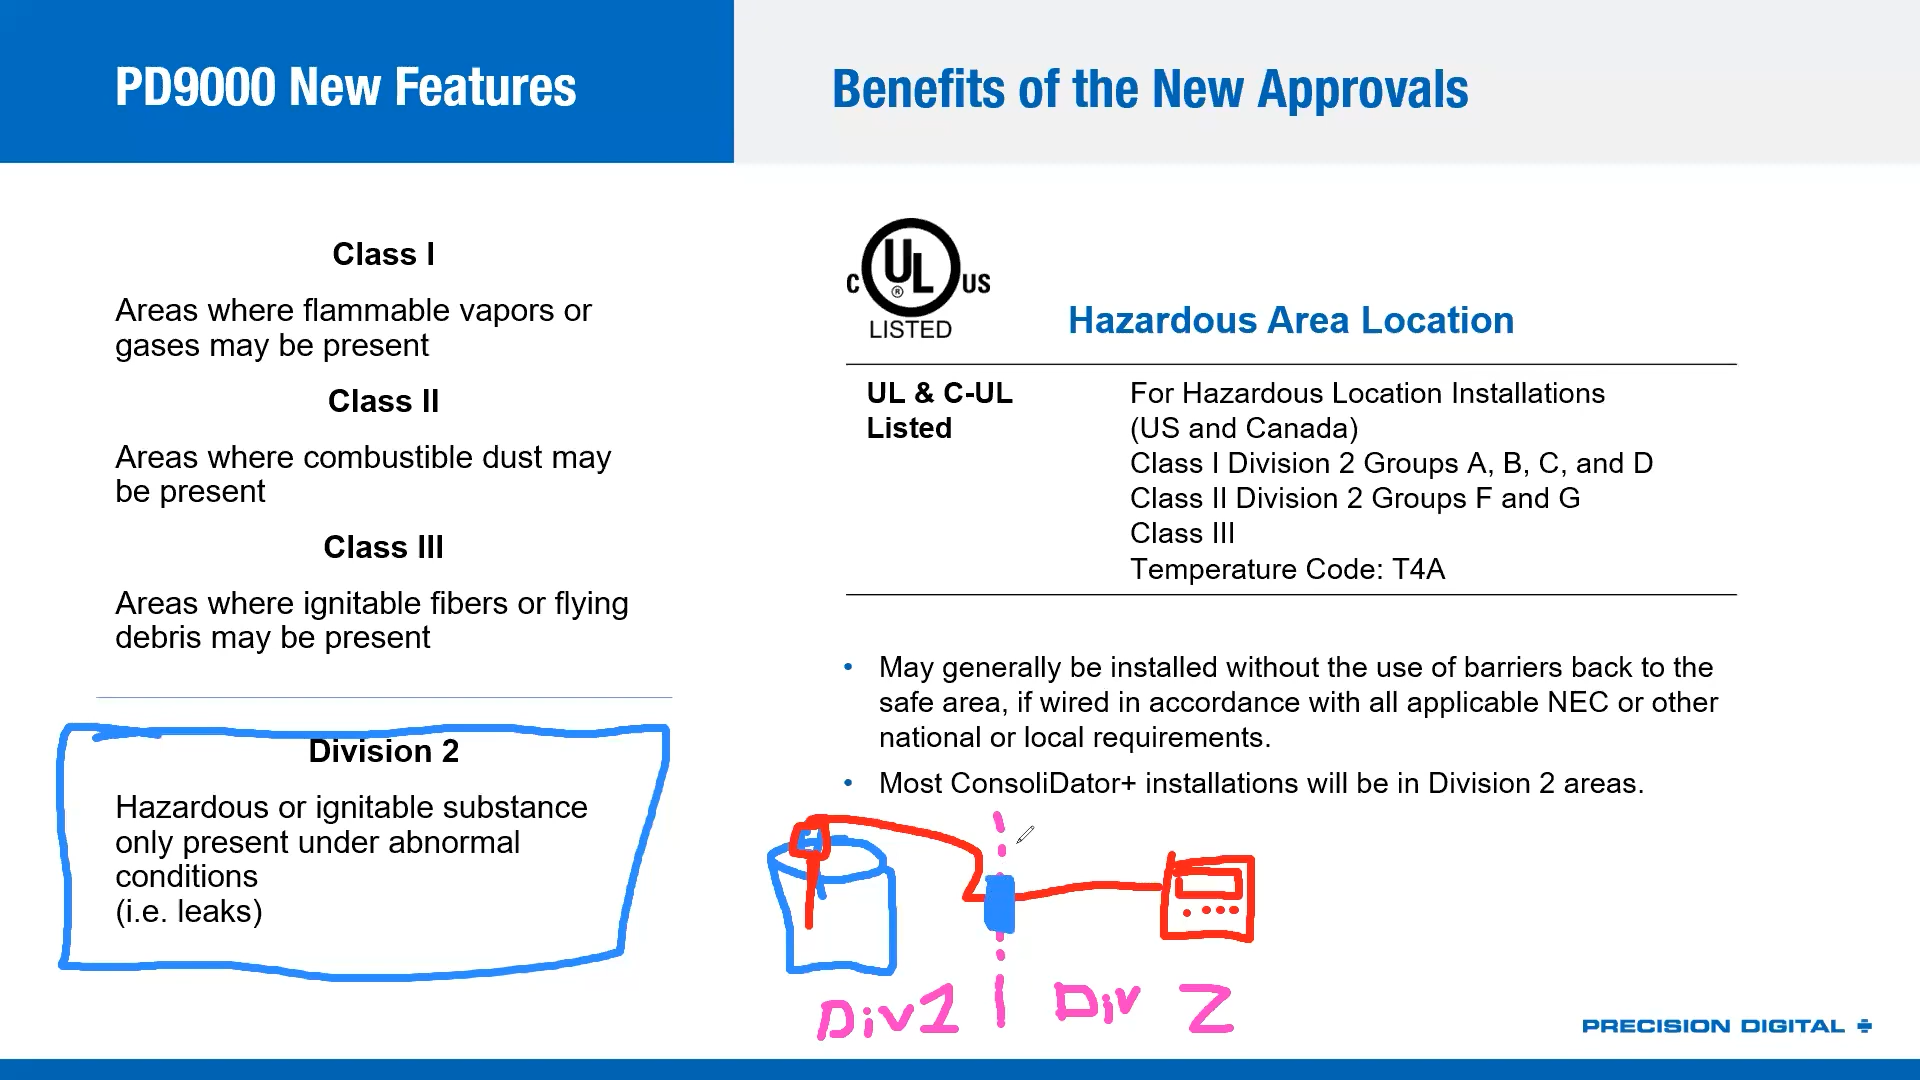 PD9000 New Features
Benefits of the New Approvals
Class I
Areas where flammable vapors or
gases may be present
Class II
Areas where combustible dust may
be present
Class III
Areas where ignitable fibers or flying
debris may be present
Division 2
Hazardous or ignitable substance
only present under abnormal
conditions
(i.e. leaks)
C UL ® US
LISTED
Hazardous Area Location
UL & C-UL
Listed
For Hazardous Location Installations
(US and Canada)
Class I Division 2 Groups A, B, C, and D
Class II Division 2 Groups F and G
Class III
Temperature Code: T4A
• May generally be installed without the use of barriers back to the
safe area, if wired in accordance with all applicable NEC or other
national or local requirements.
• Most ConsoliDator+ installations will be in Division 2 areas.
Div 1
Div 2
PRECISION DIGITAL